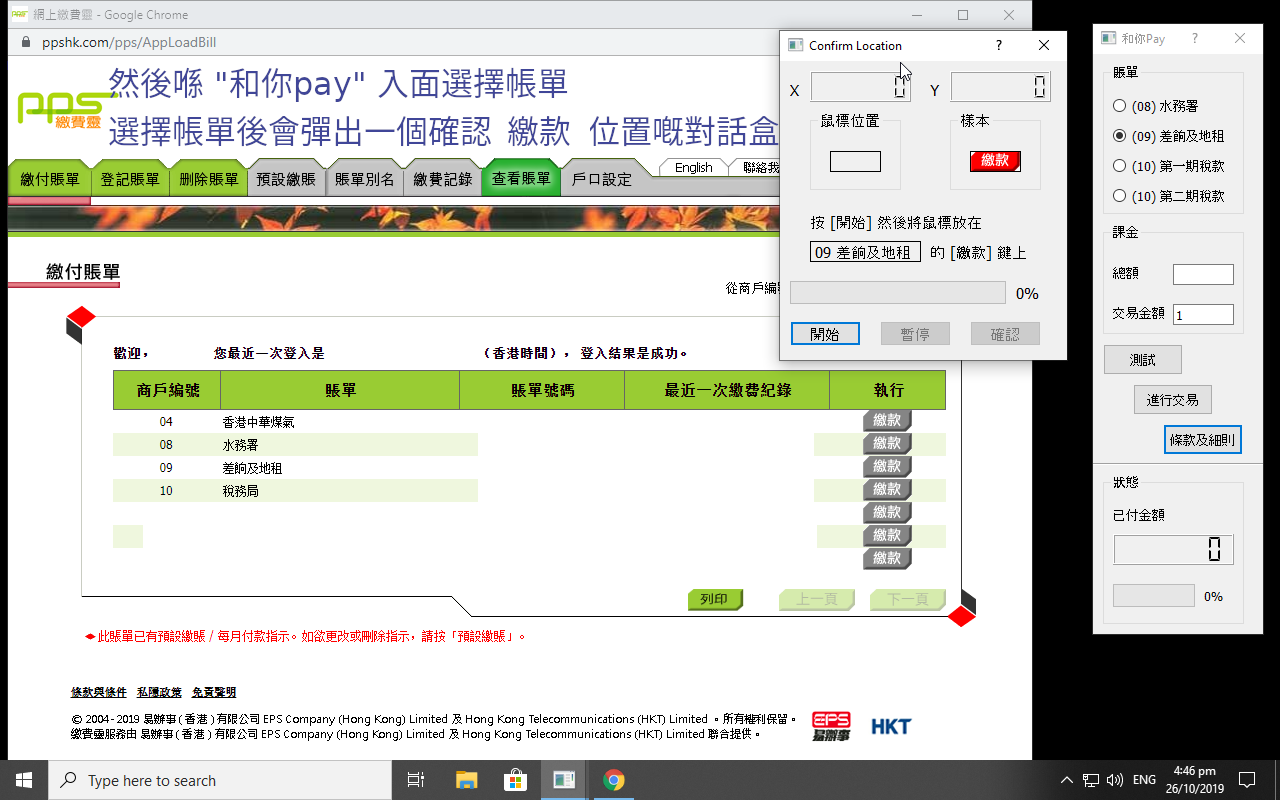 網上繳費靈 - Google Chrome
ppshk.com/pps/AppLoadBill
然後喺 "和你pay" 入面選擇帳單
選擇帳單後會彈出一個確認 繳款 位置嘅對話盒
pps
繳費靈
繳付賬單 登記賬單 刪除賬單 預設繳賬 賬單別名 繳費記錄 查看賬單 戶口設定 English 聯絡我
繳付賬單
從商戶編號
歡迎, 您最近一次登入是 (香港時間), 登入結果是成功。
商戶編號 賬單 賬單號碼 最近一次繳費紀錄 執行
04 香港中華煤氣 繳款
08 水務署 繳款
09 差餉及地租 繳款
10 稅務局 繳款
繳款
繳款
繳款
列印 上一頁 下一頁
此賬單已有預設繳賬 / 每月付款指示。如欲更改或刪除指示，請按「預設繳賬」。
條款與條件 私隱政策 免責聲明
© 2004 - 2019 易辦事 ( 香港 ) 有限公司 EPS Company (Hong Kong) Limited 及 Hong Kong Telecommunications (HKT) Limited 。所有權利保留。
繳費靈服務由 易辦事 ( 香港 ) 有限公司 EPS Company (Hong Kong) Limited 及 Hong Kong Telecommunications (HKT) Limited 聯合提供。
EPS
易辦事
HKT
Confirm Location ?
X 0 Y 0
鼠標位置 樣本
繳款
按 [開始] 然後將鼠標放在
09 差餉及地租 的 [繳款] 鍵上
0%
開始 暫停 確認
和你Pay ?
賬單
(08) 水務署
(09) 差餉及地租
(10) 第一期稅款
(10) 第二期稅款
課金
總額
交易金額 1
測試
進行交易
條款及細則
狀態
已付金額
0
0%
Type here to search
ENG
4:46 pm
26/10/2019